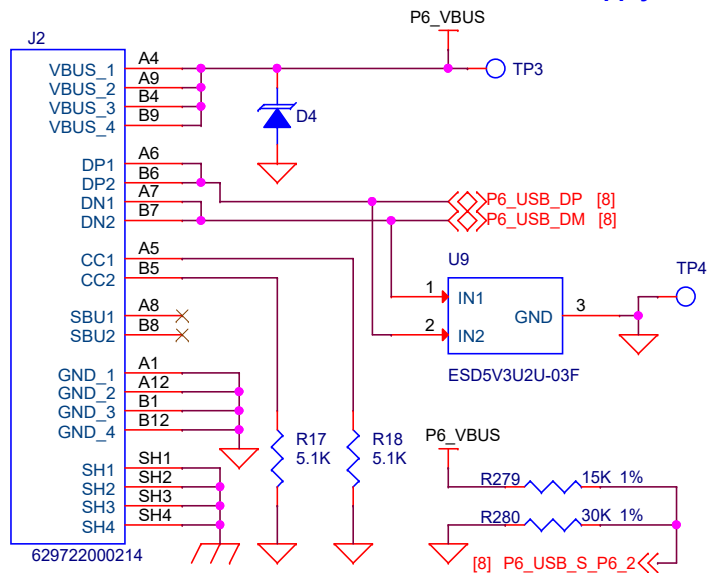 P6_VBUS
J2
VBUS_1 A4
TP3
VBUS_2 A9
VBUS_3 B4
VBUS_4 B9
D4
DP1 A6
DP2 B6
DN1 A7
P6_USB_DP [8]
DN2 B7
P6_USB_DM [8]
CC1 A5
U9
CC2 B5
TP4
1 IN1
GND 3
SBU1 A8
SBU2 B8
2 IN2
GND_1 A1
ESD5V3U2U-03F
GND_2 A12
GND_3 B1
GND_4 B12
R17
5.1K
R18
5.1K
P6_VBUS
SH1 SH1
SH2 SH2
R279 15K 1%
SH3 SH3
SH4 SH4
R280 30K 1%
629722000214
[8] P6_USB_S_P6_2